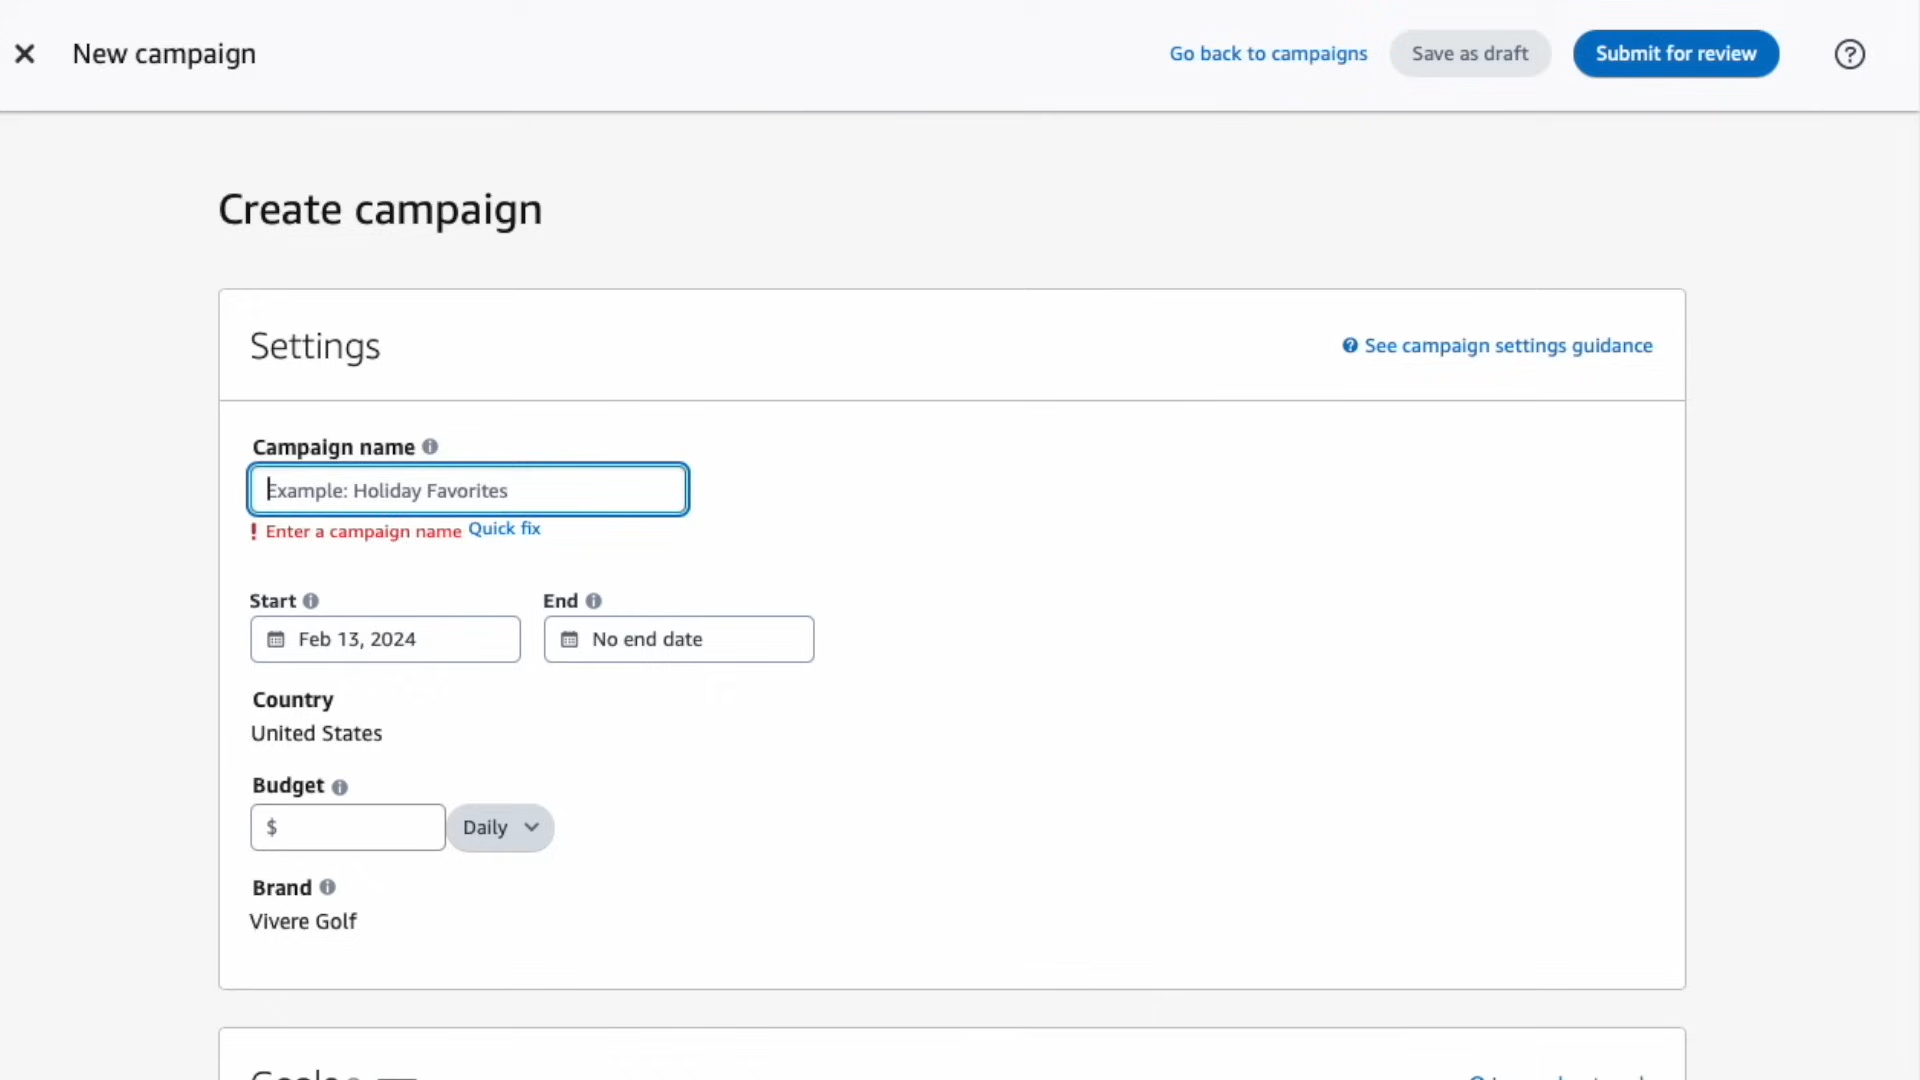 New campaign
Go back to campaigns
Save as draft
Submit for review
Create campaign
Settings
See campaign settings guidance
Campaign name
Example: Holiday Favorites
! Enter a campaign name Quick fix
Start
End
Feb 13, 2024
No end date
Country
United States
Budget
$
Daily
Brand
Vivere Golf
Goals